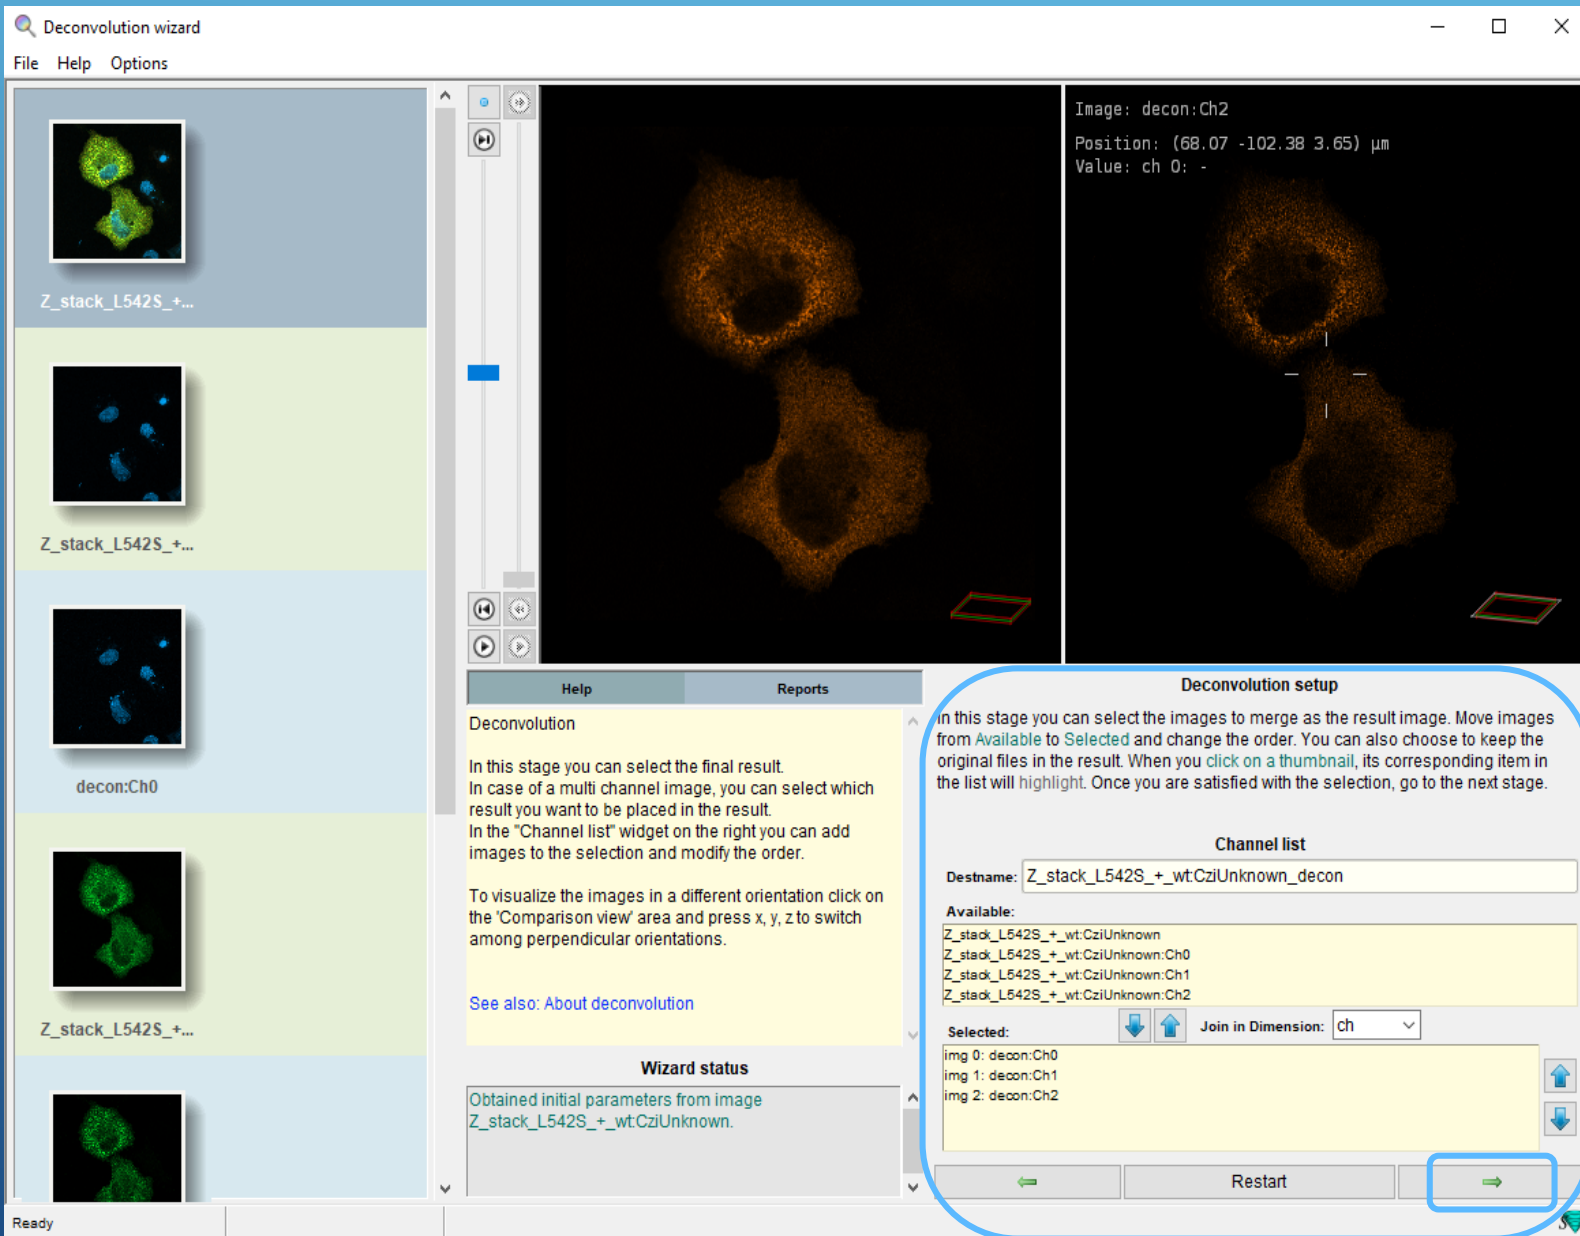 Deconvolution wizard
File Help Options
Z_stack_L542S_+...
Z_stack_L542S_+...
decon:Ch0
Z_stack_L542S_+...
Image: decon:Ch2
Position: (68.07 -102.38 3.65) µm
Value: ch 0: -
Help Reports
Deconvolution
In this stage you can select the final result.
In case of a multi channel image, you can select which
result you want to be placed in the result.
In the "Channel list" widget on the right you can add
images to the selection and modify the order.
To visualize the images in a different orientation click on
the 'Comparison view' area and press x, y, z to switch
among perpendicular orientations.
See also: About deconvolution
Wizard status
Obtained initial parameters from image
Z_stack_L542S_+_wt:CziUnknown.
Deconvolution setup
In this stage you can select the images to merge as the result image. Move images
from Available to Selected and change the order. You can also choose to keep the
original files in the result. When you click on a thumbnail, its corresponding item in
the list will highlight. Once you are satisfied with the selection, go to the next stage.
Channel list
Destname: Z_stack_L542S_+_wt:CziUnknown_decon
Available:
Z_stack_L542S_+_wt:CziUnknown
Z_stack_L542S_+_wt:CziUnknown:Ch0
Z_stack_L542S_+_wt:CziUnknown:Ch1
Z_stack_L542S_+_wt:CziUnknown:Ch2
Selected: Join in Dimension: ch
img 0: decon:Ch0
img 1: decon:Ch1
img 2: decon:Ch2
Restart
Ready